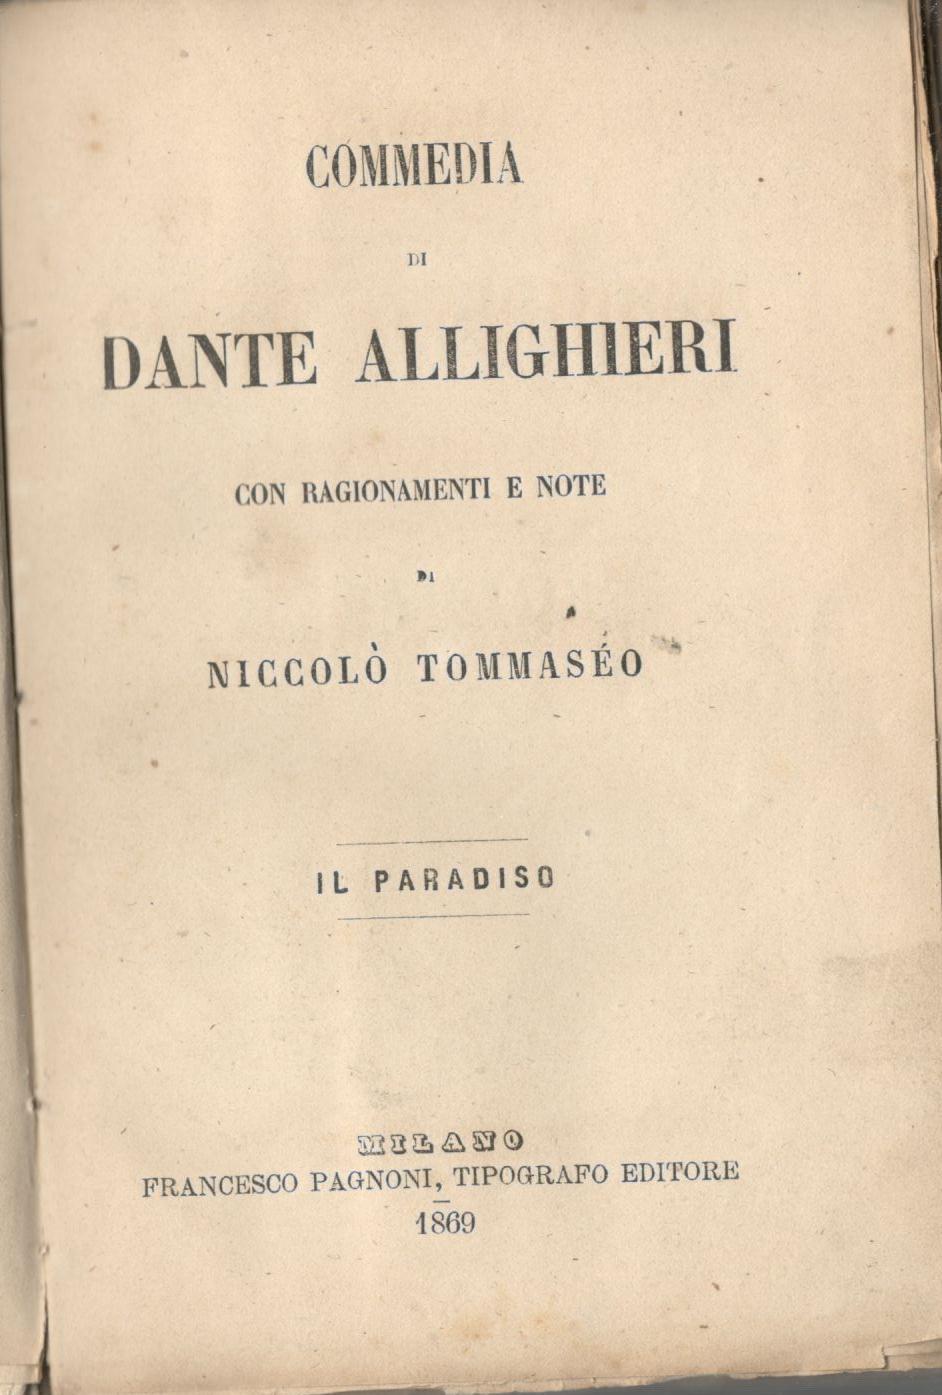 COMMEDIA
DI
DANTE ALLIGHIERI
CON RAGIONAMENTI E NOTE
DI
NICCOLÒ TOMMASÉO
IL PARADISO
MILANO
FRANCESCO PAGNONI, TIPOGRAFO EDITORE
1869